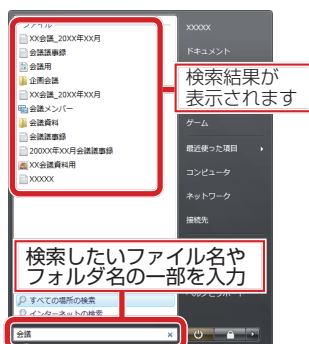 ファイル
XX会議_20XX年XX月
会議議事録
会議用
企画会議
XX会議_20XX年XX月
会議メンバー
会議資料
会議議事録
200XX年XX月会議議事録
XX会議資料用
XXXXX
すべての場所の検索
インターネットの検索
会議
XXXXX
ドキュメント
検索結果が
表示されます
ゲーム
最近使った項目
コンピュータ
ネットワーク
接続先
検索したいファイル名や
フォルダ名の一部を入力
ヘルプとサポート